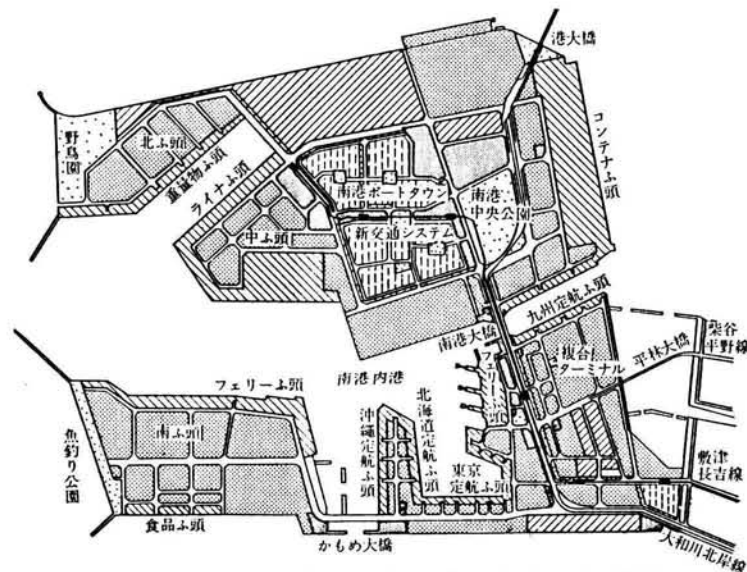 港大橋
コンテナふ頭
野鳥園
北ふ頭
重量物ふ頭
ライナふ頭
南港ポートタウン
南港
中央公園
新交通システム
中ふ頭
九州定航ふ頭
南港大橋
フェリーふ頭
複合
ターミナル
平林大橋
柴谷
平野線
南港内港
フェリーふ頭
南ふ頭
魚釣り公園
沖縄定航ふ頭
北海道定航ふ頭
東京
定航ふ頭
敷津
長吉線
食品ふ頭
かもめ大橋
大和川北岸線